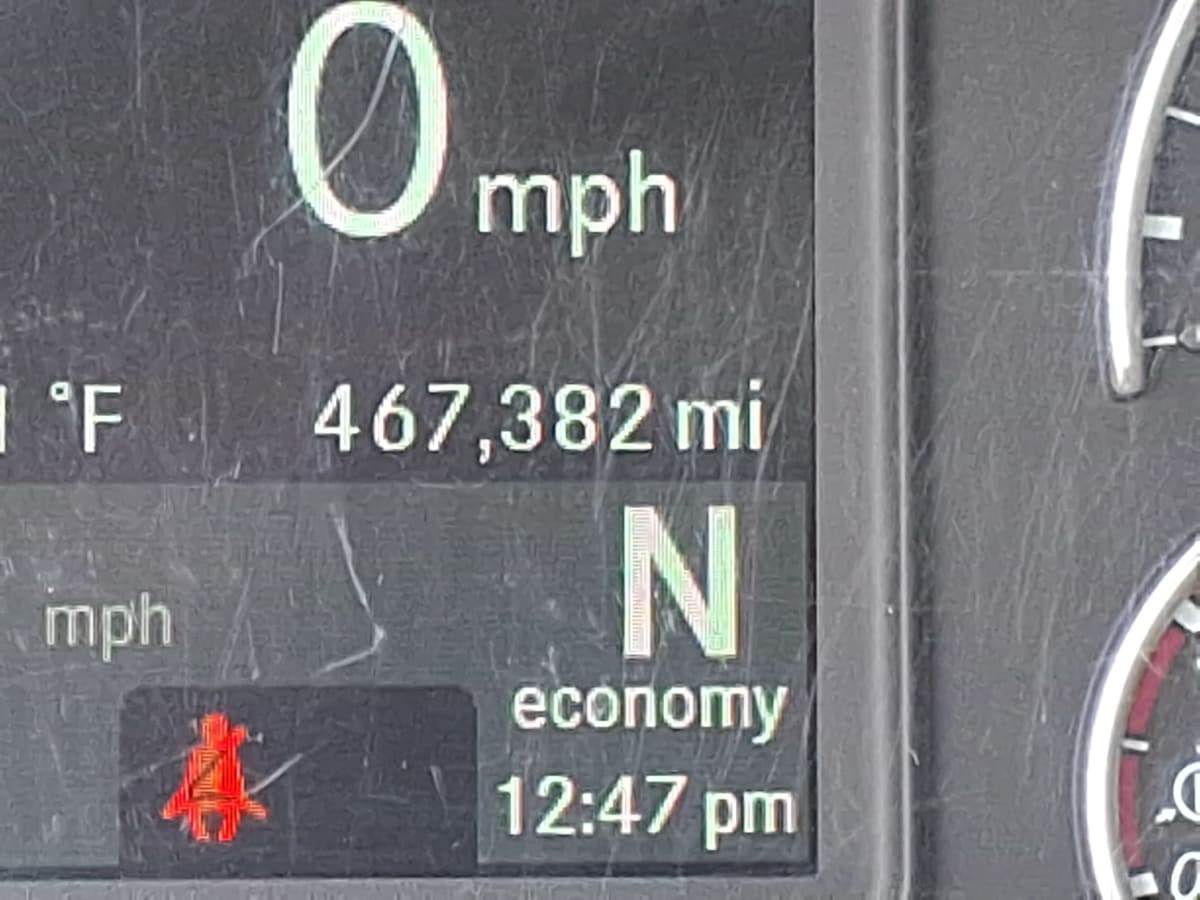 0 mph
°F 467,382 mi
N
mph
economy
12:47 pm